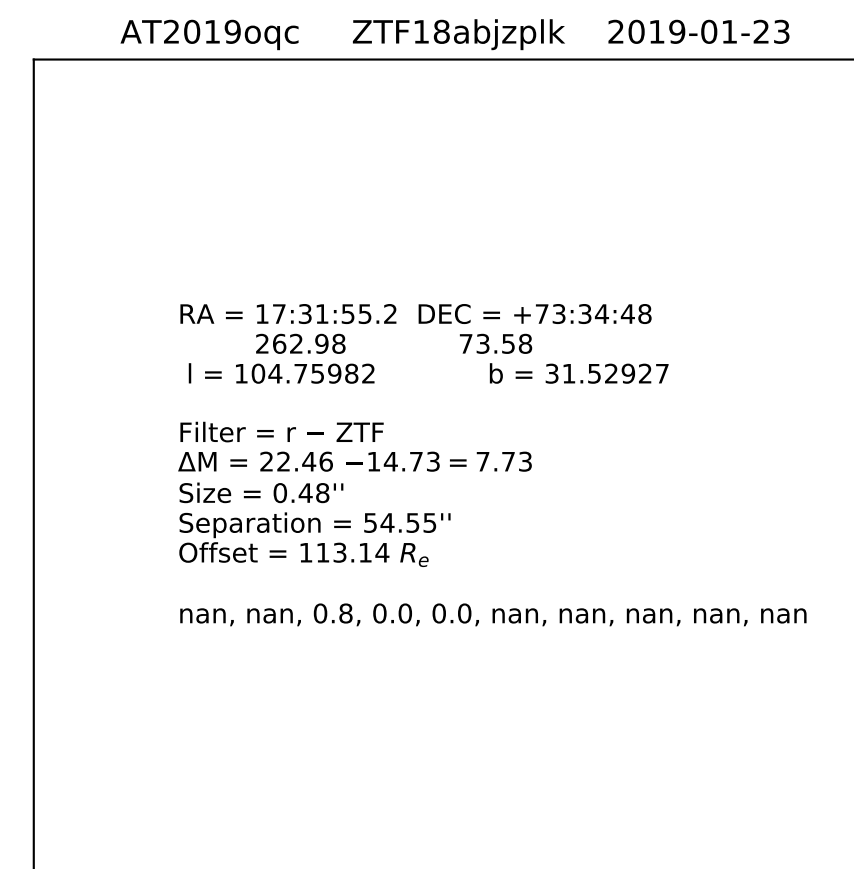 AT2019oqc ZTF18abjzplk 2019-01-23
RA = 17:31:55.2 DEC = +73:34:48
262.98 73.58
l = 104.75982 b = 31.52927
Filter = r − ZTF
ΔM = 22.46 −14.73 = 7.73
Size = 0.48''
Separation = 54.55''
Offset = 113.14 Rₑ
nan, nan, 0.8, 0.0, 0.0, nan, nan, nan, nan, nan